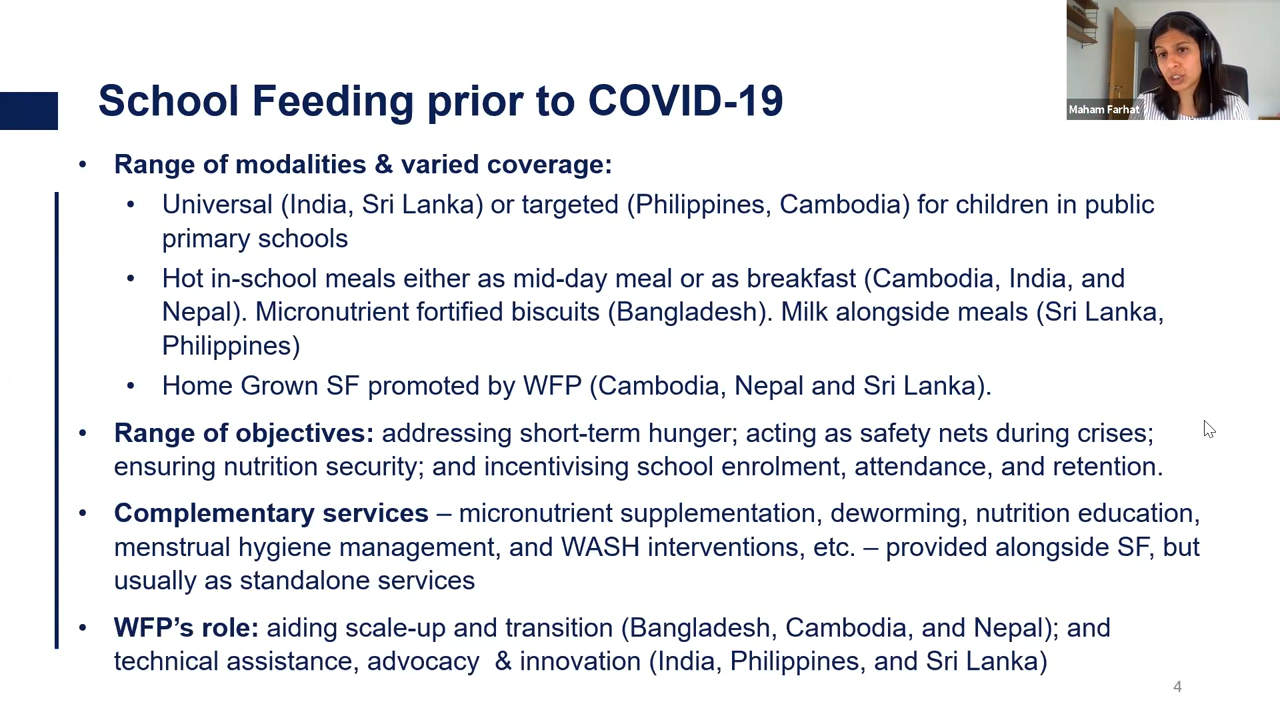 Maham Farhat
School Feeding prior to COVID-19
• Range of modalities & varied coverage:
• Universal (India, Sri Lanka) or targeted (Philippines, Cambodia) for children in public
primary schools
• Hot in-school meals either as mid-day meal or as breakfast (Cambodia, India, and
Nepal). Micronutrient fortified biscuits (Bangladesh). Milk alongside meals (Sri Lanka,
Philippines)
• Home Grown SF promoted by WFP (Cambodia, Nepal and Sri Lanka).
• Range of objectives: addressing short-term hunger; acting as safety nets during crises;
ensuring nutrition security; and incentivising school enrolment, attendance, and retention.
• Complementary services – micronutrient supplementation, deworming, nutrition education,
menstrual hygiene management, and WASH interventions, etc. – provided alongside SF, but
usually as standalone services
• WFP’s role: aiding scale-up and transition (Bangladesh, Cambodia, and Nepal); and
technical assistance, advocacy  & innovation (India, Philippines, and Sri Lanka)
4